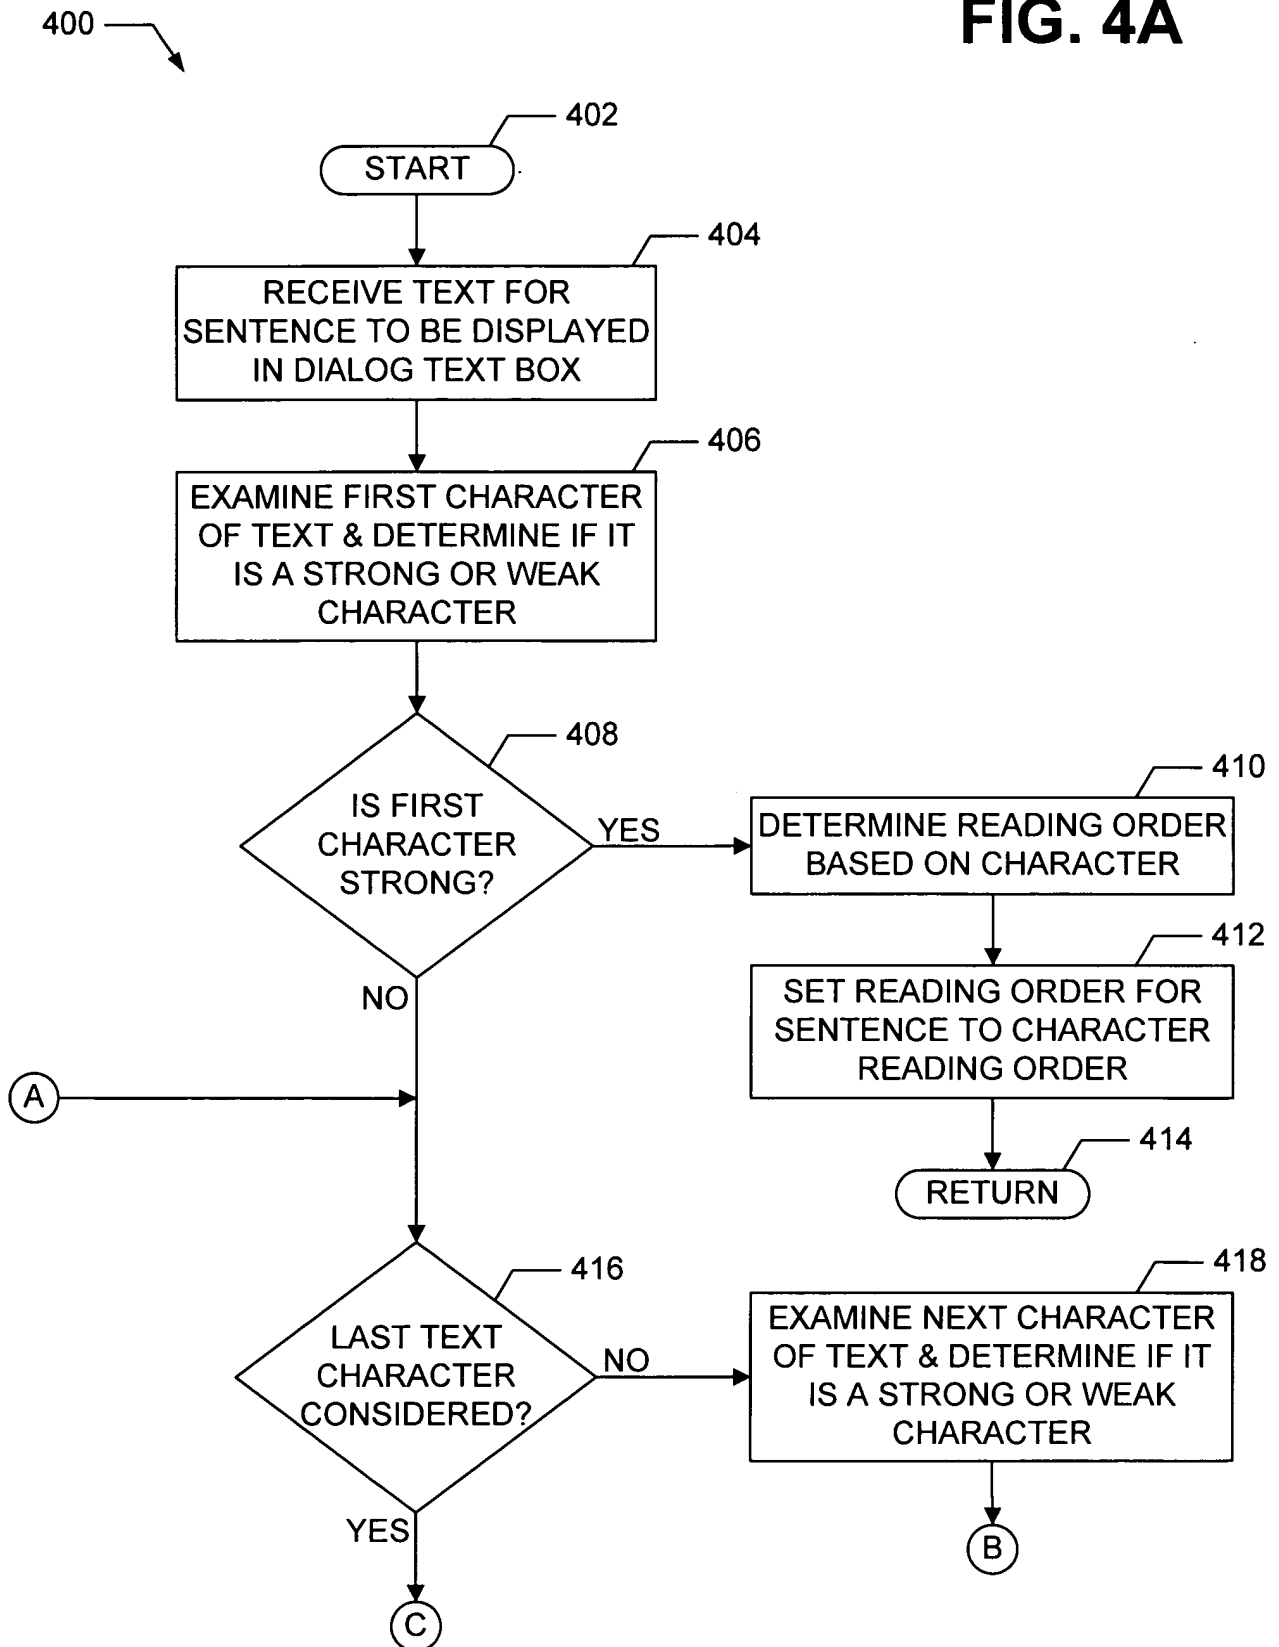 400
FIG. 4A
402
START
404
RECEIVE TEXT FOR
SENTENCE TO BE DISPLAYED
IN DIALOG TEXT BOX
406
EXAMINE FIRST CHARACTER
OF TEXT & DETERMINE IF IT
IS A STRONG OR WEAK
CHARACTER
408
IS FIRST
CHARACTER
STRONG?
YES
410
DETERMINE READING ORDER
BASED ON CHARACTER
412
SET READING ORDER FOR
SENTENCE TO CHARACTER
READING ORDER
414
RETURN
NO
A
416
LAST TEXT
CHARACTER
CONSIDERED?
NO
418
EXAMINE NEXT CHARACTER
OF TEXT & DETERMINE IF IT
IS A STRONG OR WEAK
CHARACTER
B
YES
C